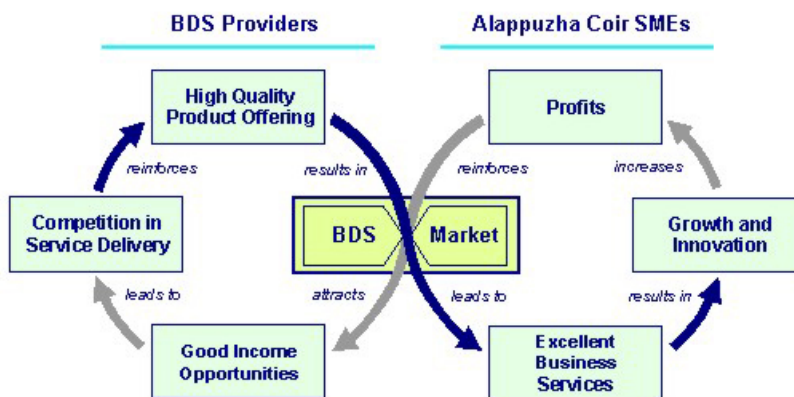 BDS Providers
Alappuzha Coir SMEs
High Quality
Product Offering
Profits
reinforces
results in
reinforces
increases
Competition in
Service Delivery
BDS
Market
Growth and
Innovation
leads to
attracts
leads to
results in
Good Income
Opportunities
Excellent
Business
Services